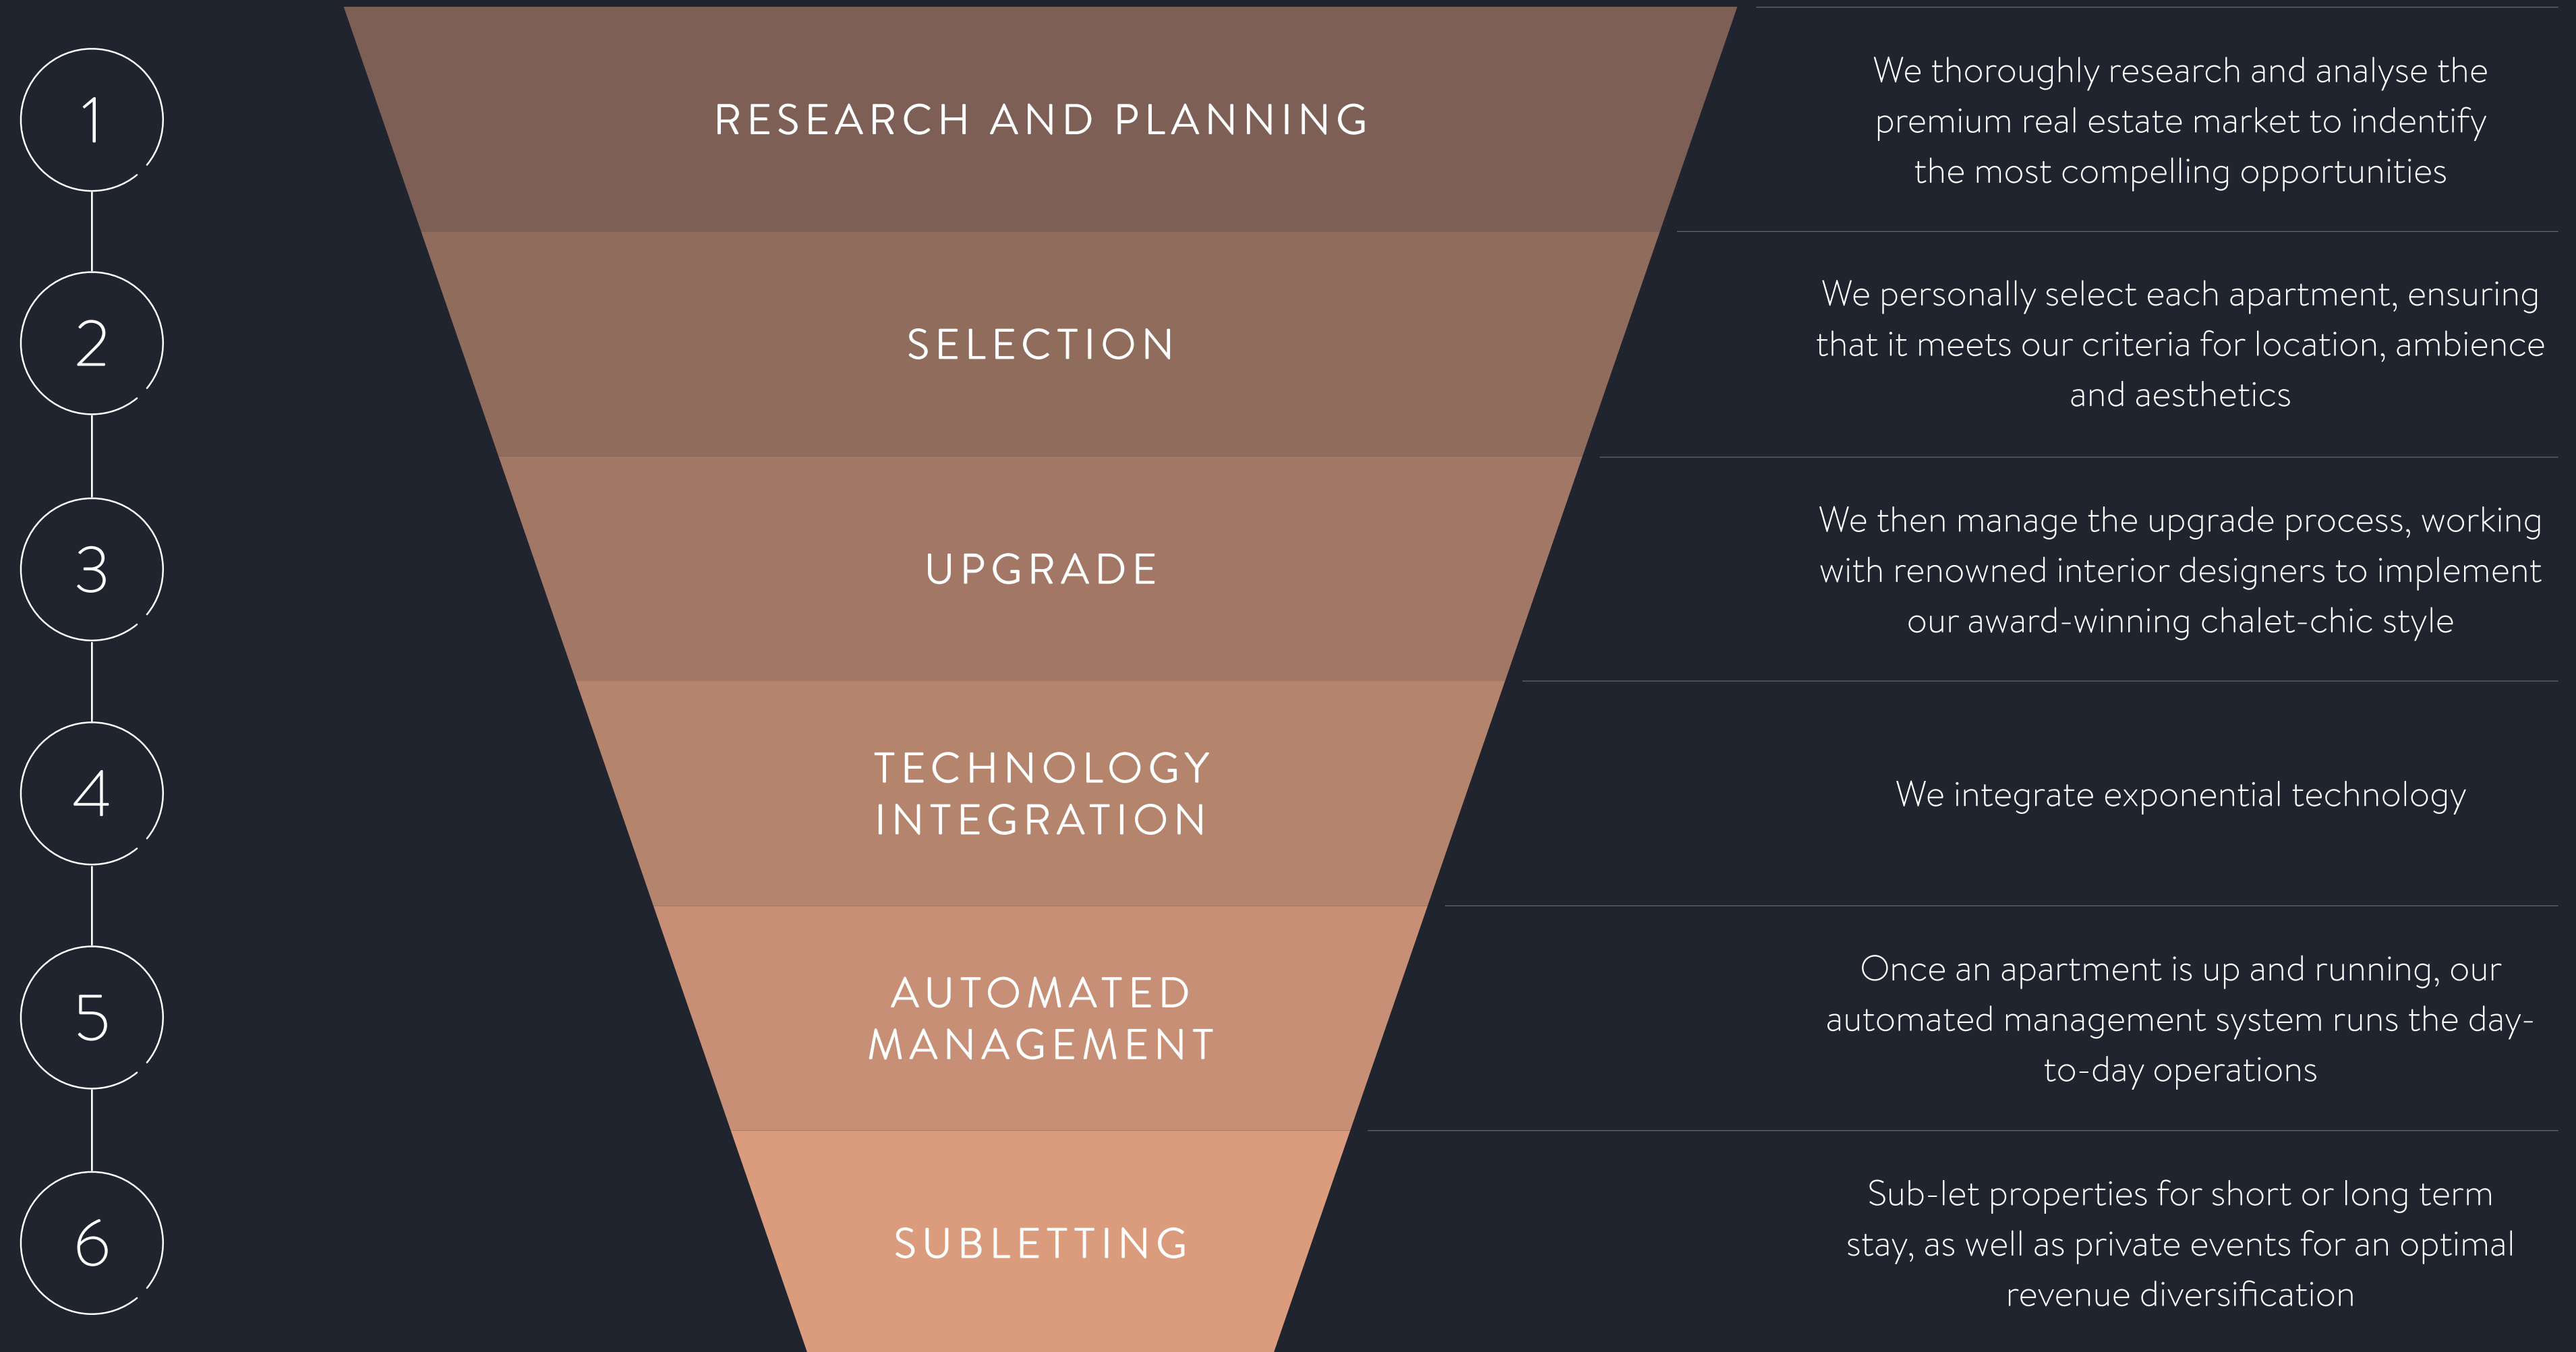 1
RESEARCH AND PLANNING
We thoroughly research and analyse the
premium real estate market to indentify
the most compelling opportunities
2
SELECTION
We personally select each apartment, ensuring
that it meets our criteria for location, ambience
and aesthetics
3
UPGRADE
We then manage the upgrade process, working
with renowned interior designers to implement
our award-winning chalet-chic style
4
TECHNOLOGY
INTEGRATION
We integrate exponential technology
5
AUTOMATED
MANAGEMENT
Once an apartment is up and running, our
automated management system runs the day-
to-day operations
6
SUBLETTING
Sub-let properties for short or long term
stay, as well as private events for an optimal
revenue diversification